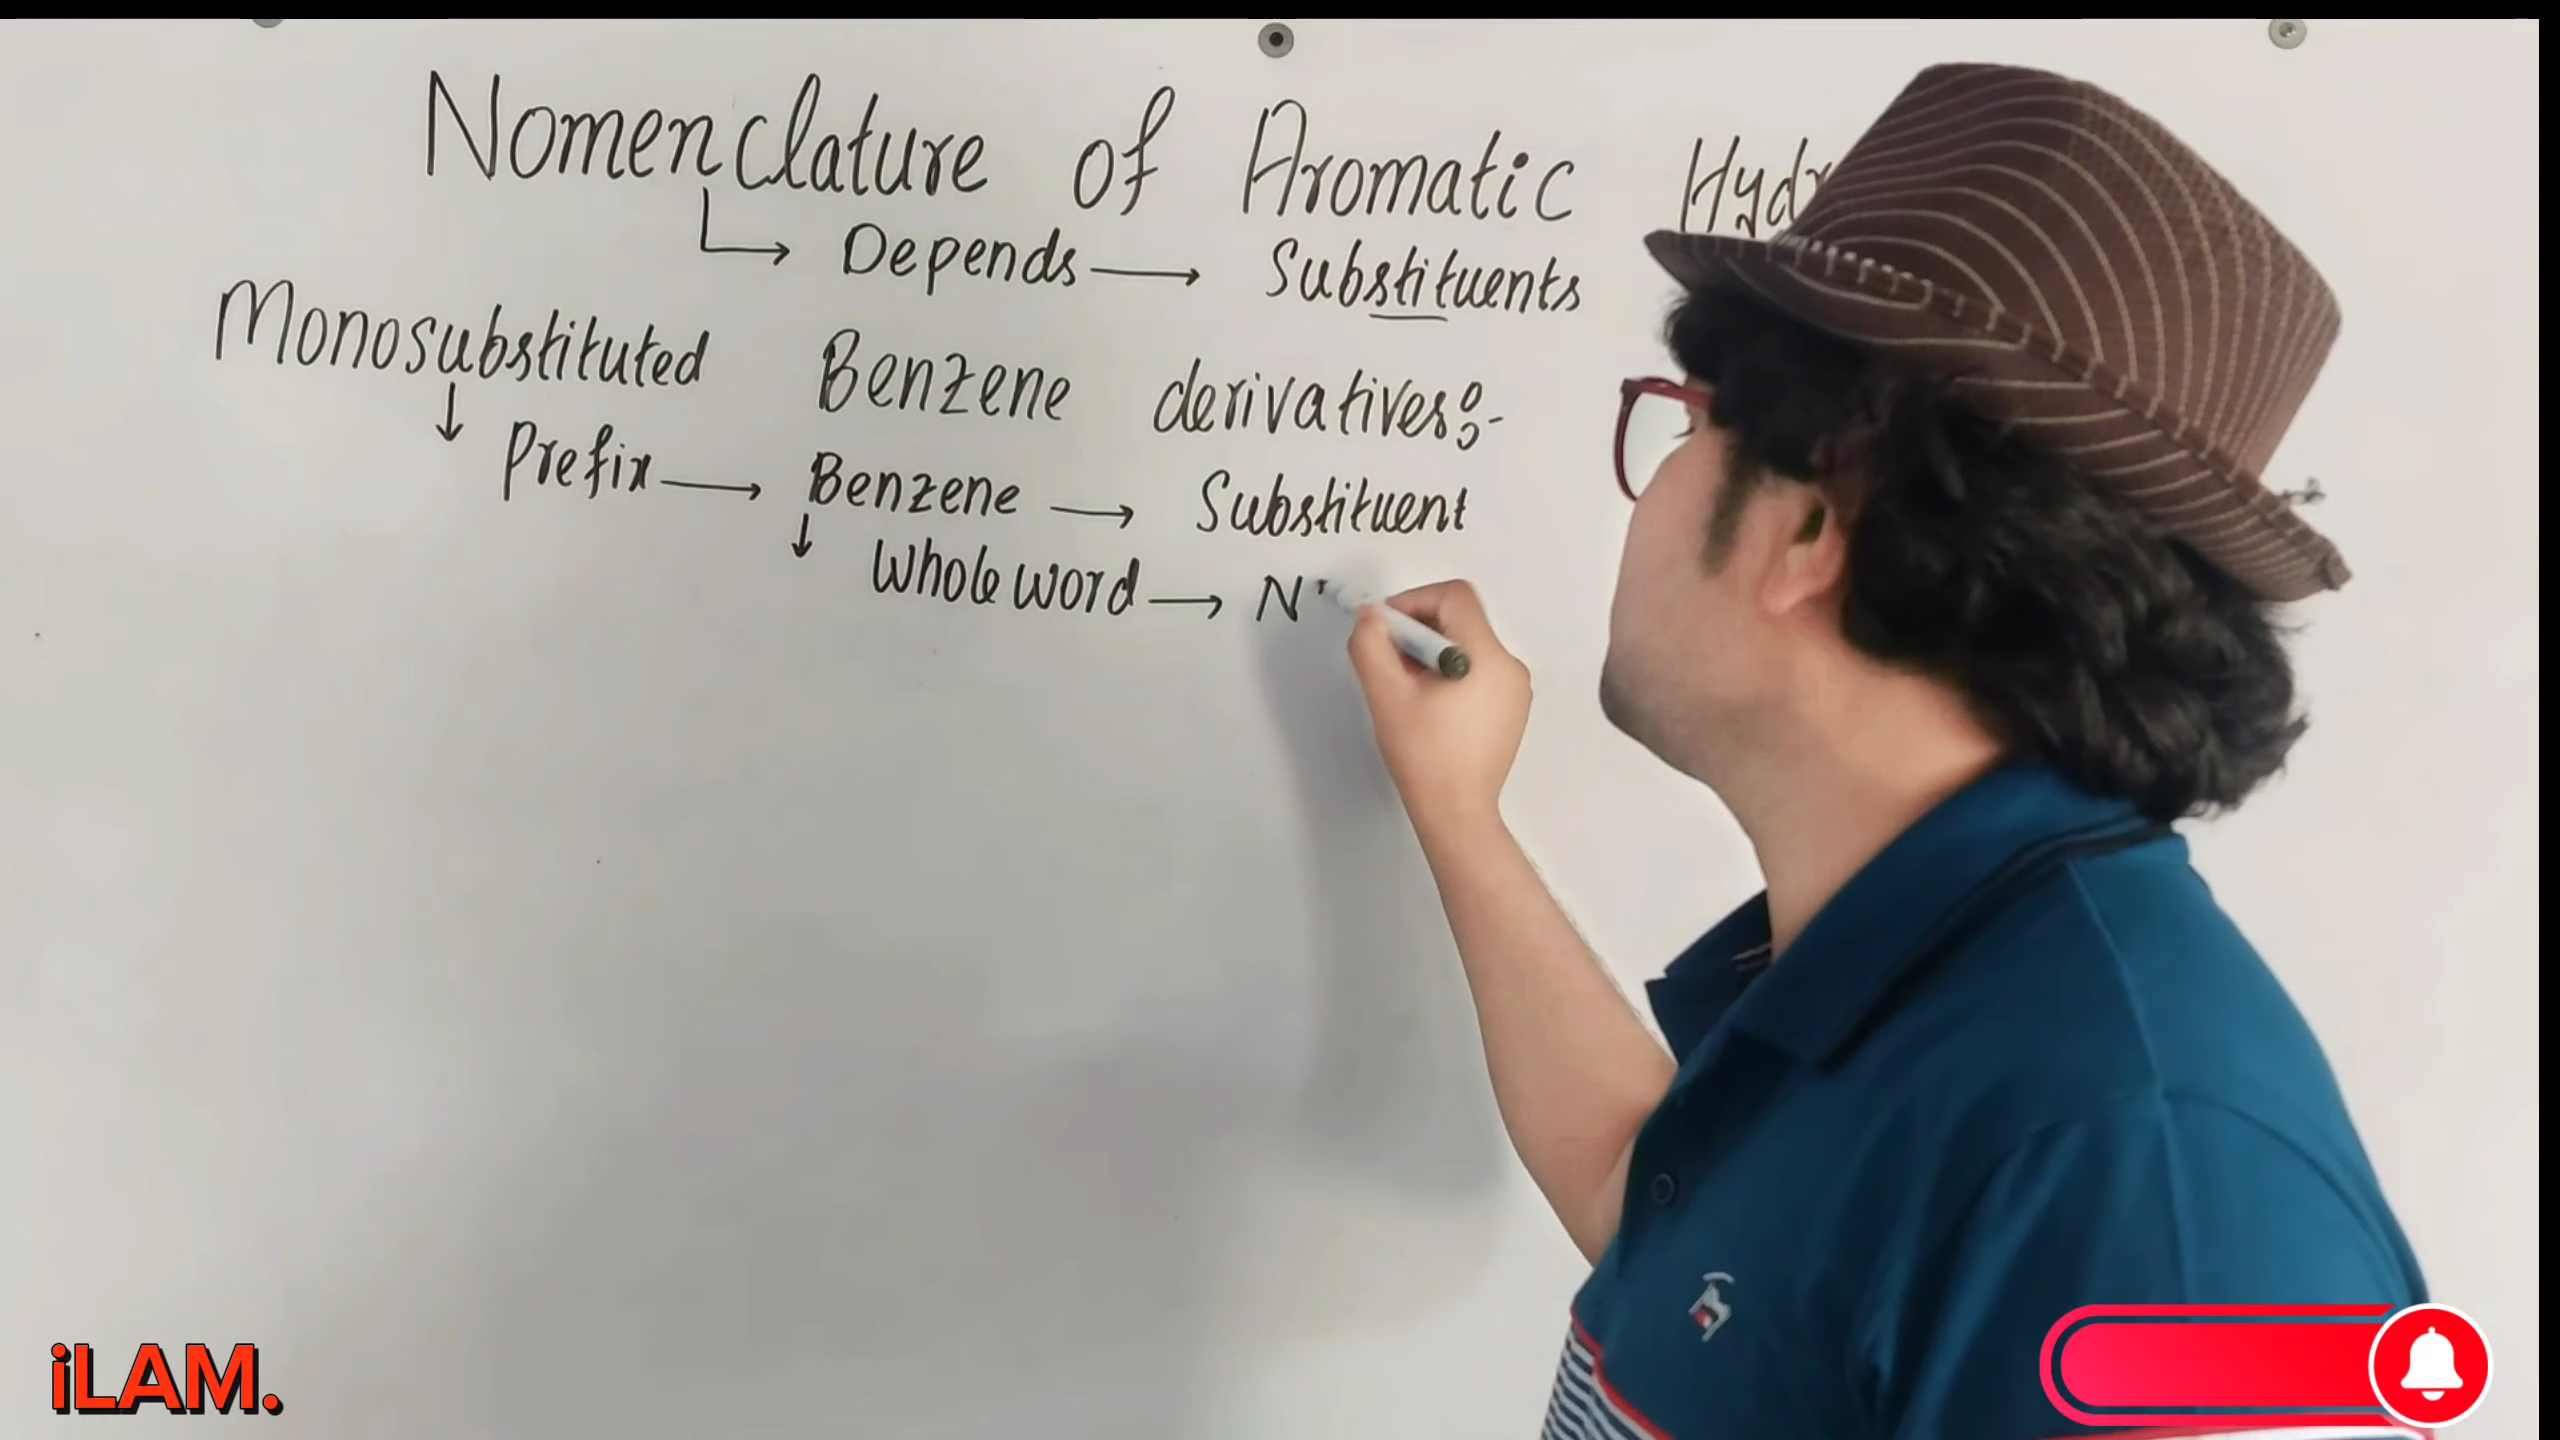 Nomenclature of Aromatic Hyd
Depends → Substituents
Monosubstituted Benzene derivatives:-
↓ Prefix → Benzene → Substituent
↓ Whole word → N
iLAM.